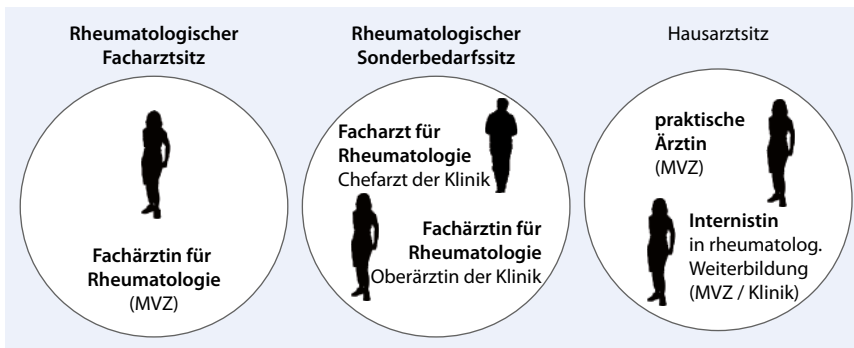 Rheumatologischer
Facharztsitz
Fachärztin für
Rheumatologie
(MVZ)
Rheumatologischer
Sonderbedarfssitz
Facharzt für
Rheumatologie
Chefarzt der Klinik
Fachärztin für
Rheumatologie
Oberärztin der Klinik
Hausarztsitz
praktische
Ärztin
(MVZ)
Internistin
in rheumatolog.
Weiterbildung
(MVZ / Klinik)